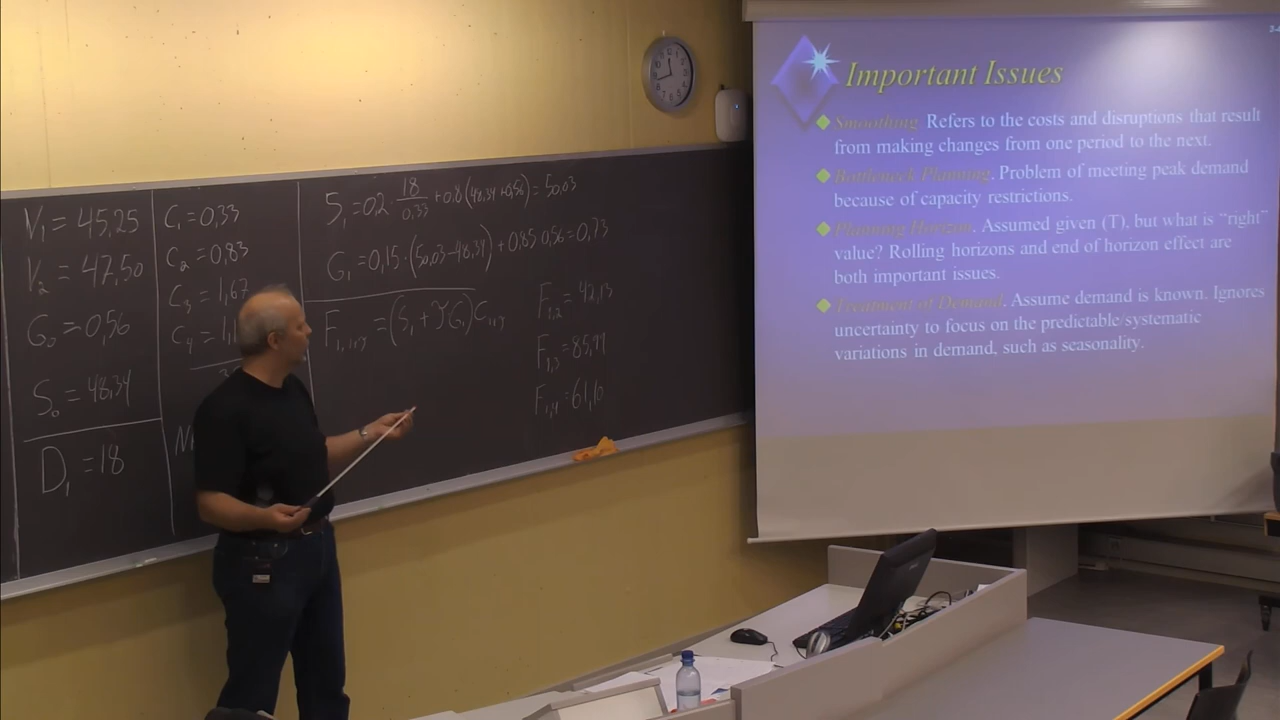 V₁ = 45,25
V₂ = 47,50
G₀ = 0,56
S₀ = 48,34
D₁ = 18
C₁ = 0,33
C₂ = 0,83
C₃ = 1,67
C₄ = 1,1
S₁ = 0,2 · 18/0,33 + 0.8 (48,34 + 0,56) = 50,03
G₁ = 0,15 · (50,03 - 48,34) + 0,85 0,56 = 0,73
F₁,₁₊𝜏 = (S₁ + 𝜏G₁) C₁₊𝜏
F₁,₂ = 42,13
F₁,₃ = 85,99
F₁,₄ = 61,10
Important Issues
Smoothing. Refers to the costs and disruptions that result
from making changes from one period to the next.
Bottleneck Planning. Problem of meeting peak demand
because of capacity restrictions.
Planning Horizon. Assumed given (T), but what is “right”
value? Rolling horizons and end of horizon effect are
both important issues.
Treatment of Demand. Assume demand is known. Ignores
uncertainty to focus on the predictable/systematic
variations in demand, such as seasonality.